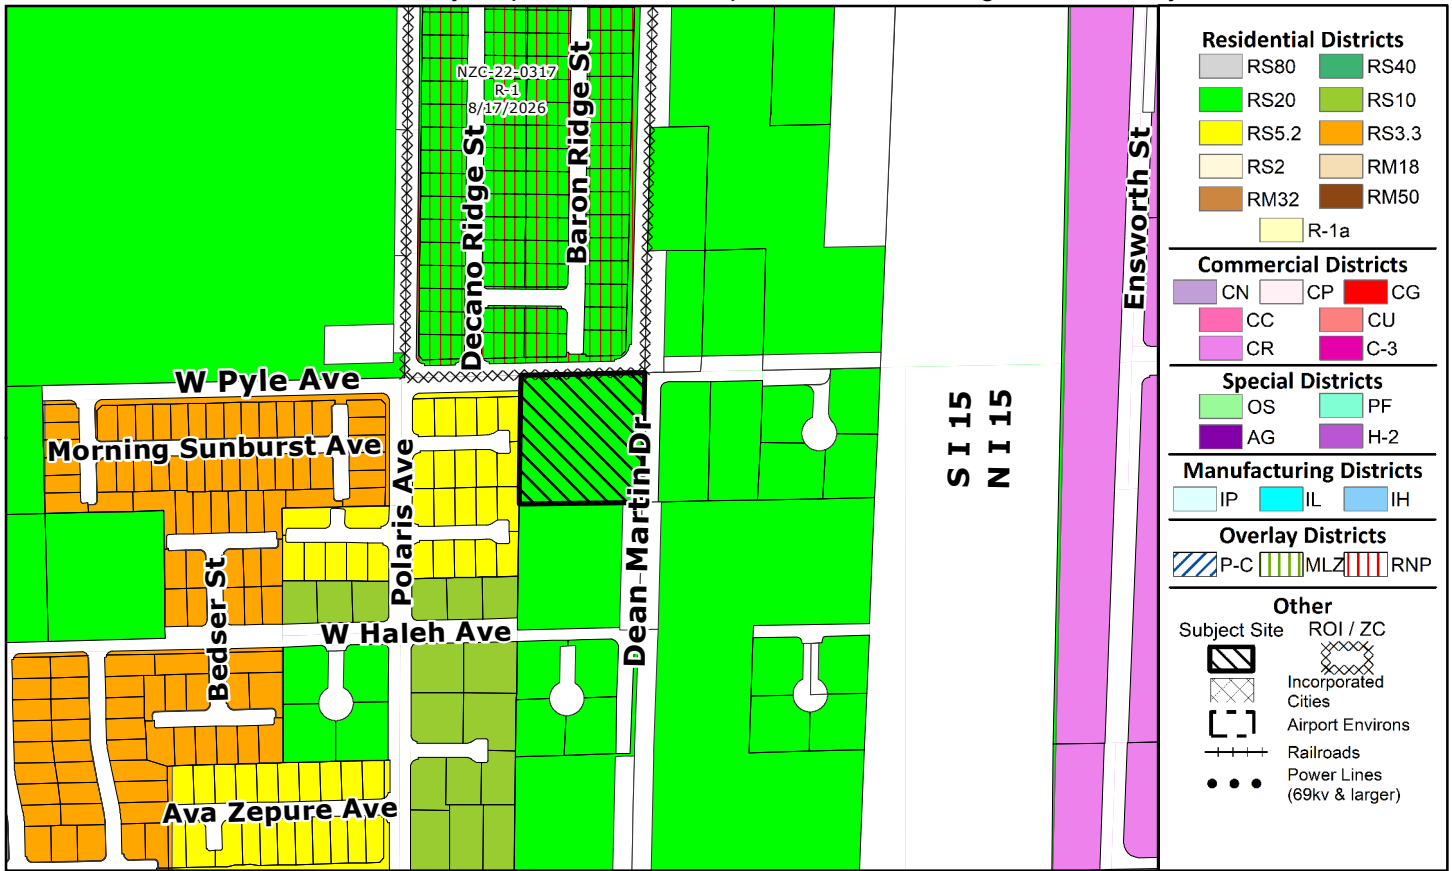 NZC-22-0317
R-1
8/17/2026
Decano Ridge St
Baron Ridge St
Ensworth St
W Pyle Ave
Morning Sunburst Ave
Polaris Ave
Dean Martin Dr
S I 15
N I 15
Bedser St
W Haleh Ave
Ava Zepure Ave
Residential Districts
RS80
RS40
RS20
RS10
RS5.2
RS3.3
RS2
RM18
RM32
RM50
R-1a
Commercial Districts
CN
CP
CG
CC
CU
CR
C-3
Special Districts
OS
PF
AG
H-2
Manufacturing Districts
IP
IL
IH
Overlay Districts
P-C
MLZ
RNP
Other
Subject Site
ROI / ZC
Incorporated
Cities
Airport Environs
Railroads
Power Lines
(69kv & larger)